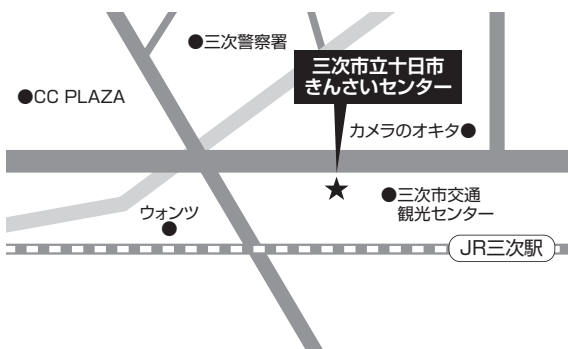 ●三次警察署
三次市立十日市
きんさいセンター
●CC PLAZA
カメラのオキタ●
★
●三次市交通
観光センター
ウォンツ
●
JR三次駅